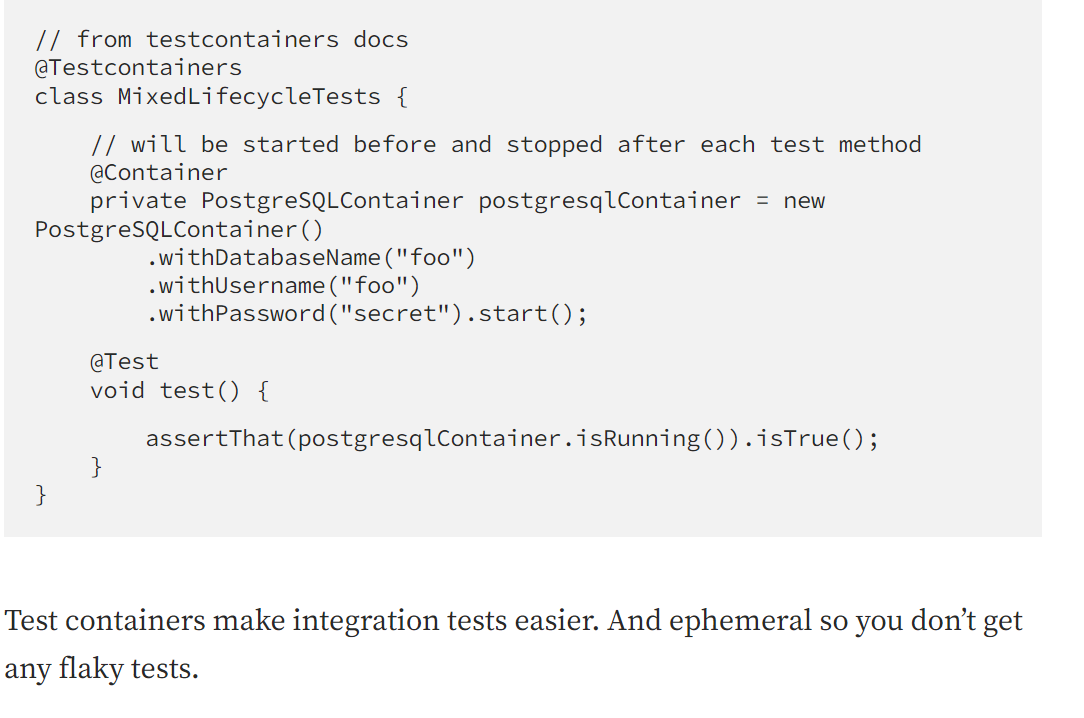 // from testcontainers docs
@Testcontainers
class MixedLifecycleTests {
    // will be started before and stopped after each test method
    @Container
    private PostgreSQLContainer postgresqlContainer = new
PostgreSQLContainer()
        .withDatabaseName("foo")
        .withUsername("foo")
        .withPassword("secret").start();
    @Test
    void test() {
        assertThat(postgresqlContainer.isRunning()).isTrue();
    }
}
Test containers make integration tests easier. And ephemeral so you don’t get
any flaky tests.